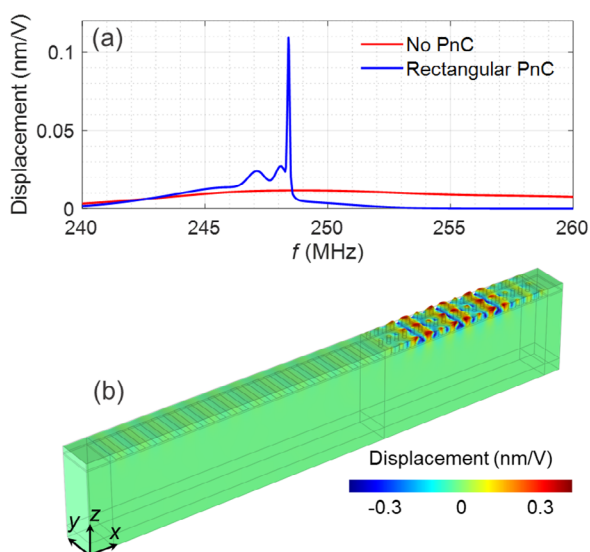 Displacement (nm/V)
0.1
0.05
0
(a)
No PnC
Rectangular PnC
240 245 250 255 260
f (MHz)
(b)
Displacement (nm/V)
-0.3 0 0.3
y z x